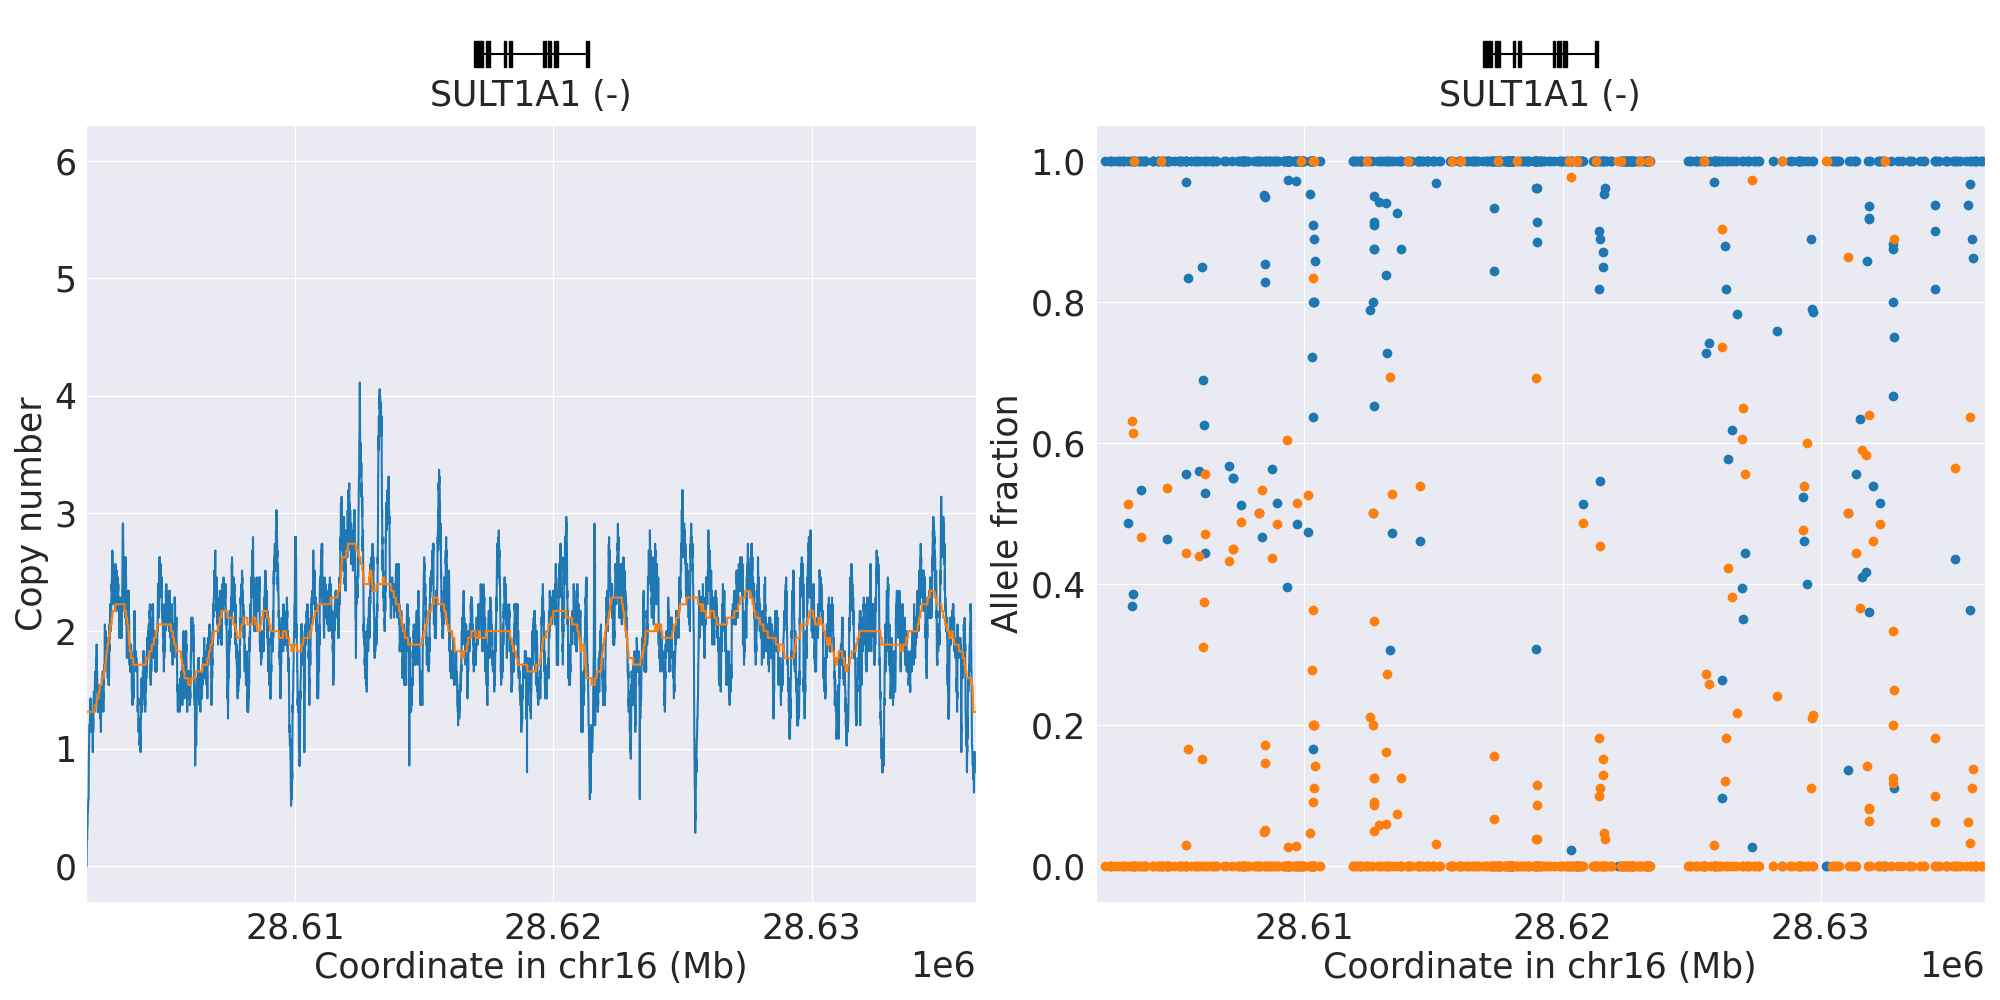 SULT1A1 (-)
6
5
4
3
2
1
0
Copy number
28.61
28.62
28.63
Coordinate in chr16 (Mb)
1e6
SULT1A1 (-)
1.0
0.8
0.6
0.4
0.2
0.0
Allele fraction
28.61
28.62
28.63
Coordinate in chr16 (Mb)
1e6